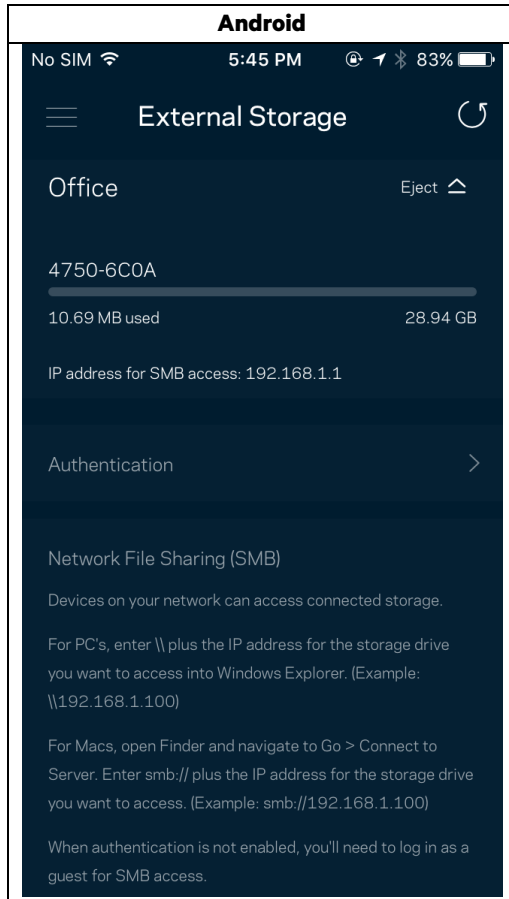 Android
No SIM 5:45 PM 83%
External Storage
Office Eject
4750-6C0A
10.69 MB used 28.94 GB
IP address for SMB access: 192.168.1.1
Authentication
Network File Sharing (SMB)
Devices on your network can access connected storage.
For PC's, enter \\ plus the IP address for the storage drive
you want to access into Windows Explorer. (Example:
\\192.168.1.100)
For Macs, open Finder and navigate to Go > Connect to
Server. Enter smb:// plus the IP address for the storage drive
you want to access. (Example: smb://192.168.1.100)
When authentication is not enabled, you'll need to log in as a
guest for SMB access.